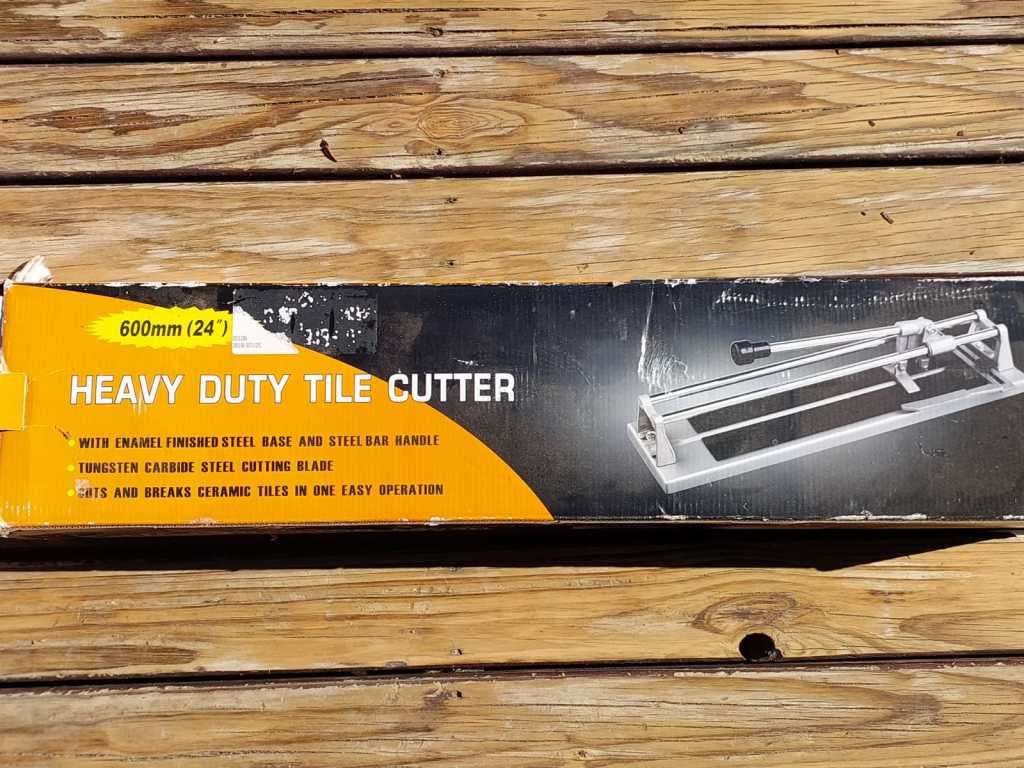 600mm (24")
HEAVY DUTY TILE CUTTER
WITH ENAMEL FINISHED STEEL BASE AND STEEL BAR HANDLE
TUNGSTEN CARBIDE STEEL CUTTING BLADE
CUTS AND BREAKS CERAMIC TILES IN ONE EASY OPERATION